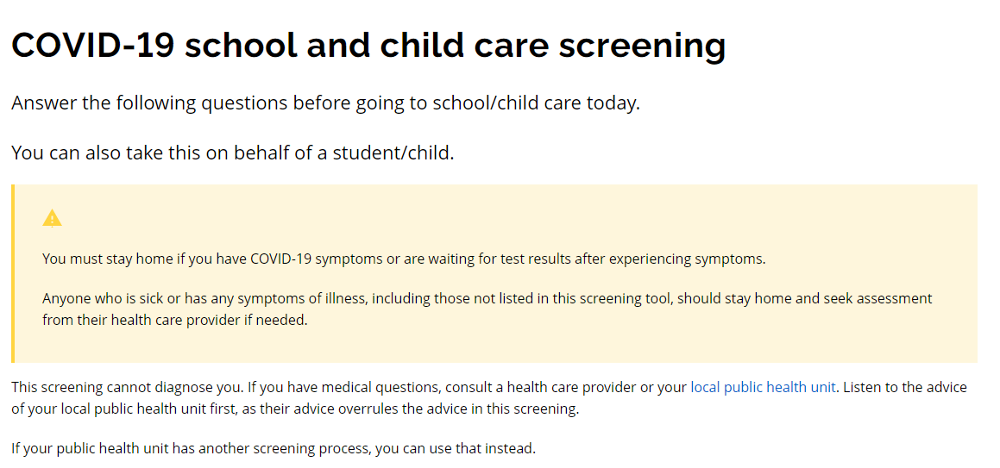 COVID-19 school and child care screening
Answer the following questions before going to school/child care today.
You can also take this on behalf of a student/child.
You must stay home if you have COVID-19 symptoms or are waiting for test results after experiencing symptoms.
Anyone who is sick or has any symptoms of illness, including those not listed in this screening tool, should stay home and seek assessment
from their health care provider if needed.
This screening cannot diagnose you. If you have medical questions, consult a health care provider or your local public health unit. Listen to the advice
of your local public health unit first, as their advice overrules the advice in this screening.
If your public health unit has another screening process, you can use that instead.